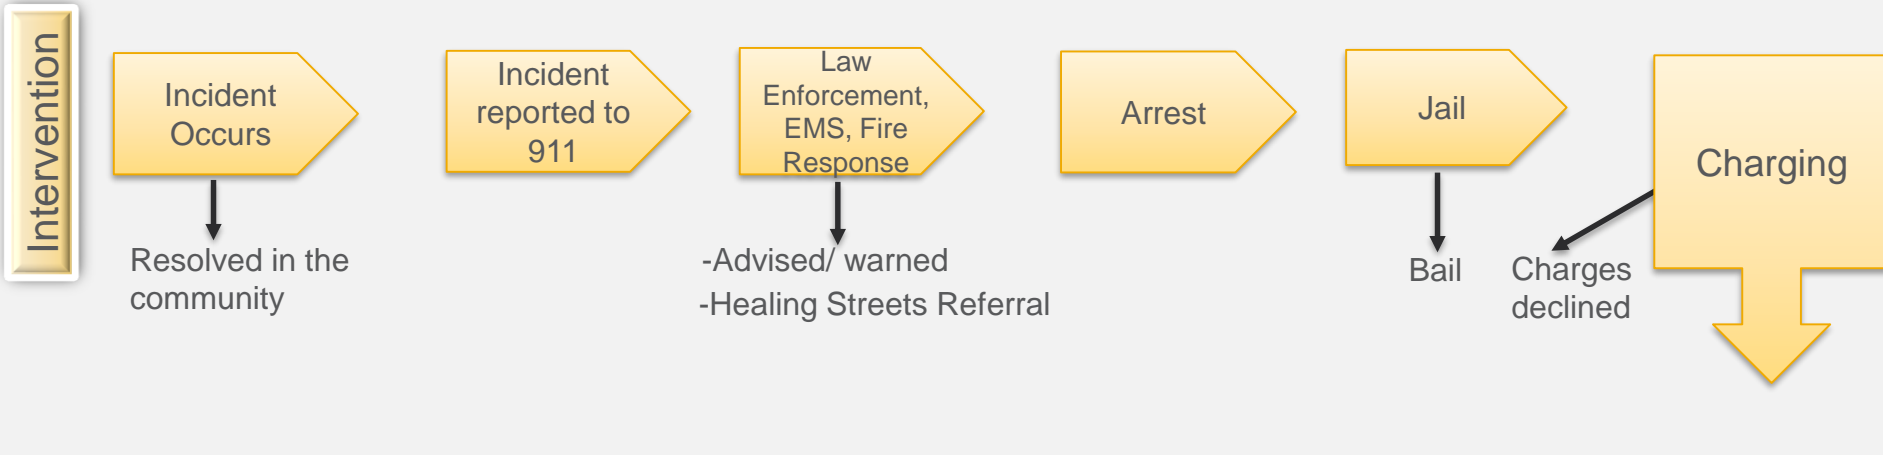 Intervention
Incident
Occurs
Incident
reported to
911
Law
Enforcement,
EMS, Fire
Response
Arrest
Jail
Charging
Resolved in the
community
-Advised/ warned
-Healing Streets Referral
Bail
Charges
declined